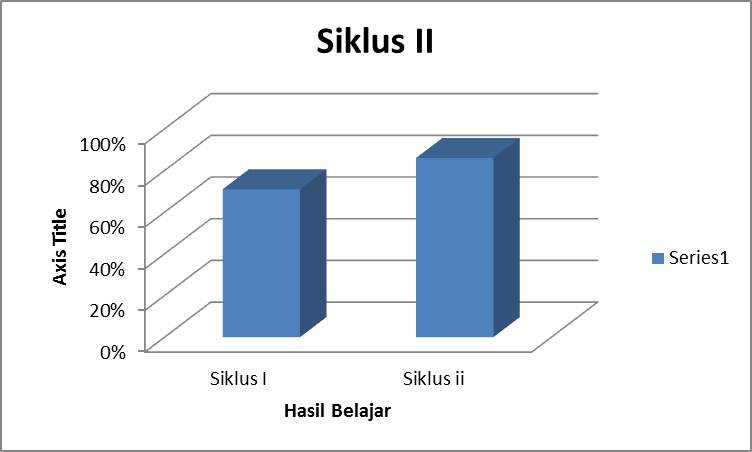 Siklus II
Axis Title
100%
80%
60%
40%
20%
0%
Siklus I
Siklus ii
Hasil Belajar
Series1